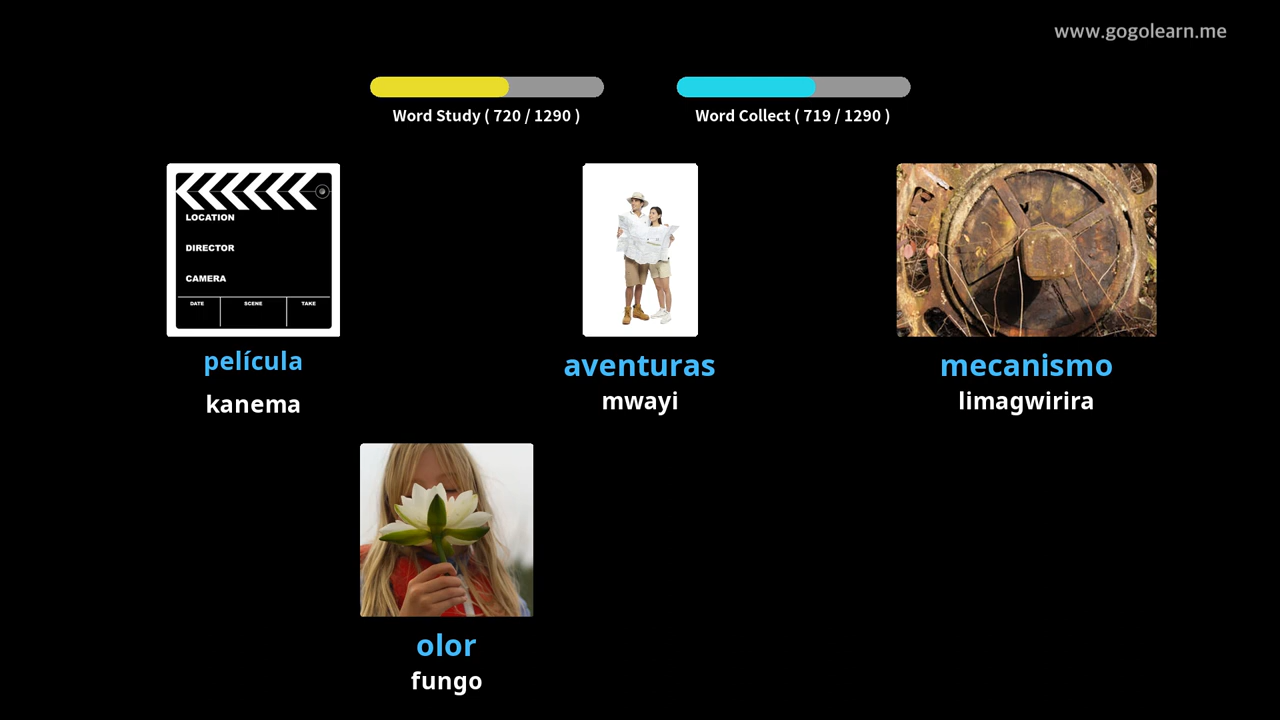 www.gogolearn.me
Word Study ( 720 / 1290 )
Word Collect ( 719 / 1290 )
LOCATION
DIRECTOR
CAMERA
DATE SCENE TAKE
película
kanema
aventuras
mwayi
mecanismo
limagwirira
olor
fungo